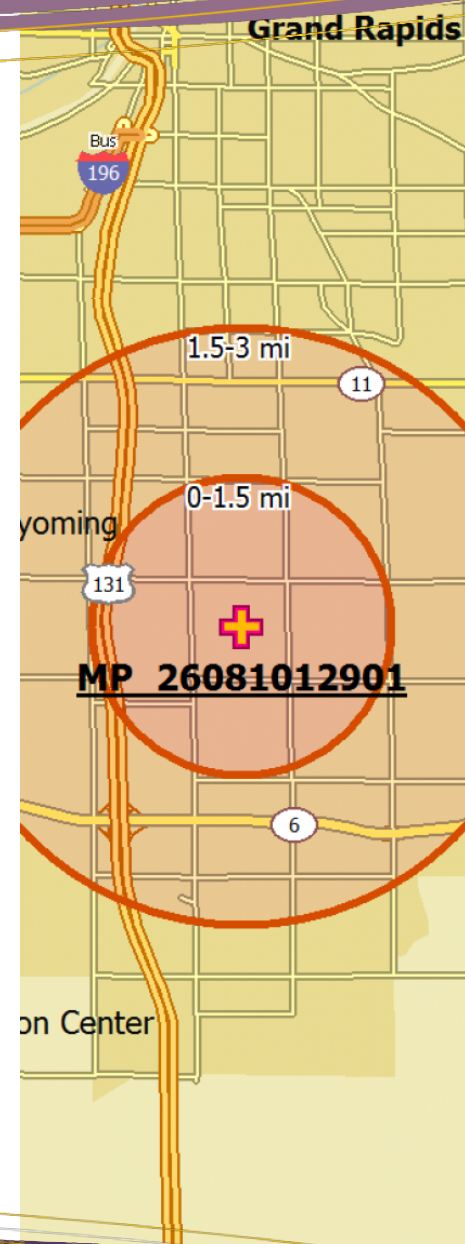 Grand Rapids
Bus
196
1.5-3 mi
11
0-1.5 mi
yoming
131
MP 26081012901
6
on Center